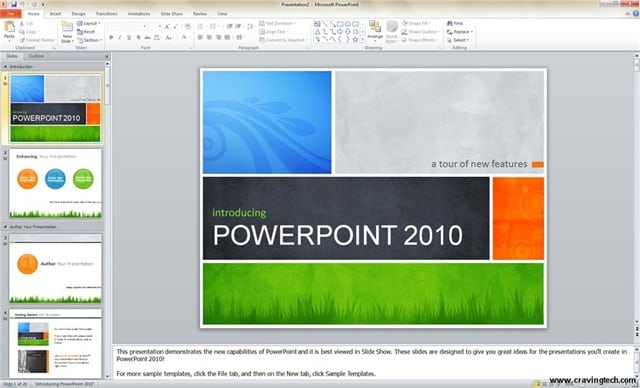 Presentation2 - Microsoft PowerPoint
File Home Insert Design Transitions Animations Slide Show Review View
Cut
Copy
Format Painter
Paste
Clipboard
New Slide
Layout
Reset
Section
Slides
Font
Paragraph
Text Direction
Align Text
Convert to SmartArt
Arrange
Quick Styles
Shape Fill
Shape Outline
Shape Effects
Drawing
Find
Replace
Select
Editing
Slides Outline
Introduction
1
introducing
POWERPOINT 2010
2
Enhancing Your Presentation
Author Your Presentation
3
1 Author Your Presentation
4
Getting Started with Templates
a tour of new features
introducing
POWERPOINT 2010
This presentation demonstrates the new capabilities of PowerPoint and it is best viewed in Slide Show. These slides are designed to give you great ideas for the presentations you'll create in
PowerPoint 2010!
For more sample templates, click the File tab, and then on the New tab, click Sample Templates.
Slide 1 of 20 "Introducing PowerPoint 2010"
www.cravingtech.com